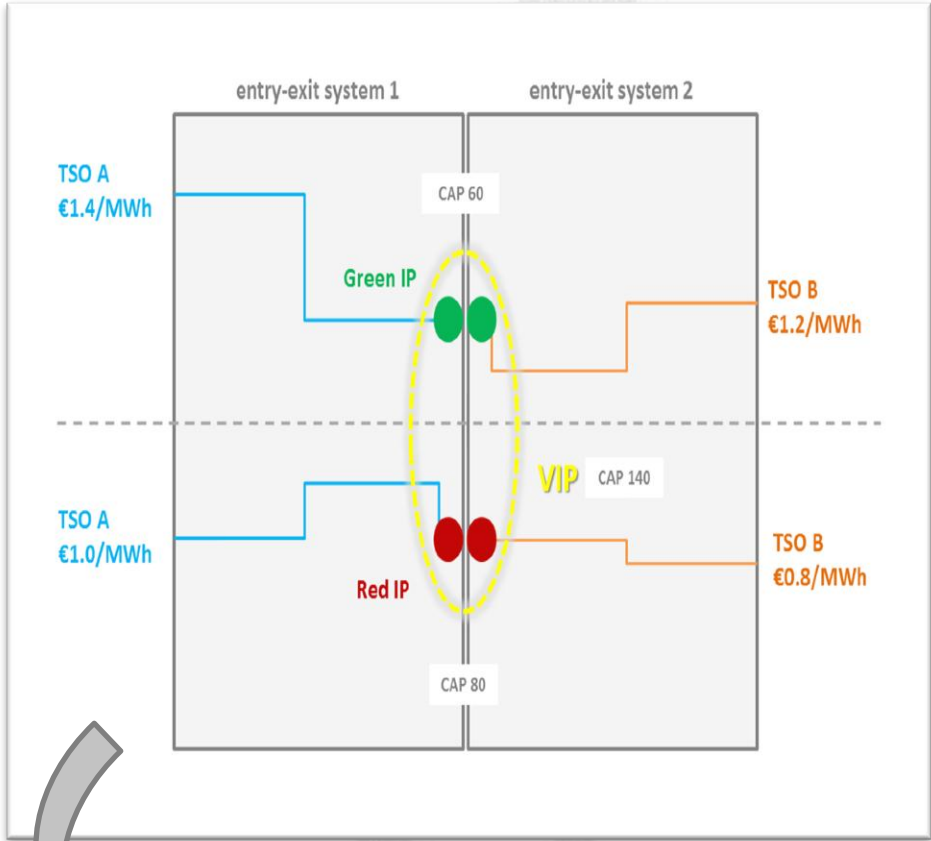 entry-exit system 1
entry-exit system 2
TSO A
€1.4/MWh
CAP 60
Green IP
TSO B
€1.2/MWh
VIP
CAP 140
TSO A
€1.0/MWh
TSO B
€0.8/MWh
Red IP
CAP 80